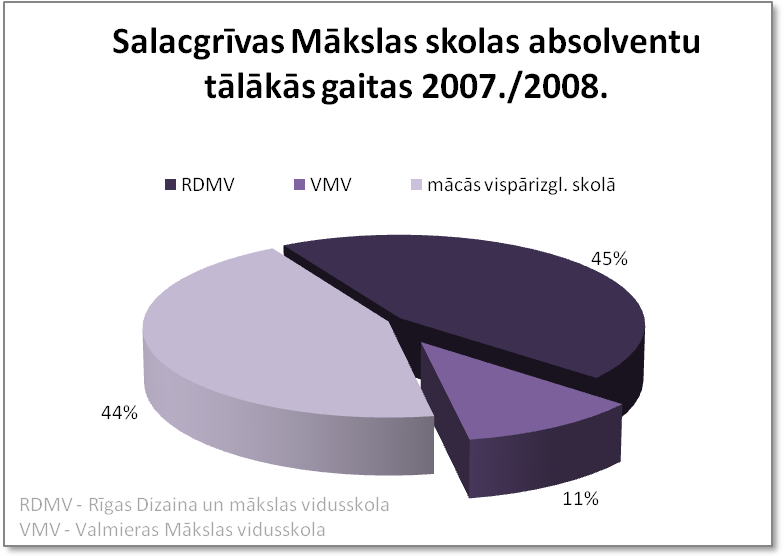 Salacgrīvas Mākslas skolas absolventu
tālākās gaitas 2007./2008.
RDMV VMV mācās vispārizgl. skolā
45%
44%
11%
RDMV - Rīgas Dizaina un mākslas vidusskola
VMV - Valmieras Mākslas vidusskola